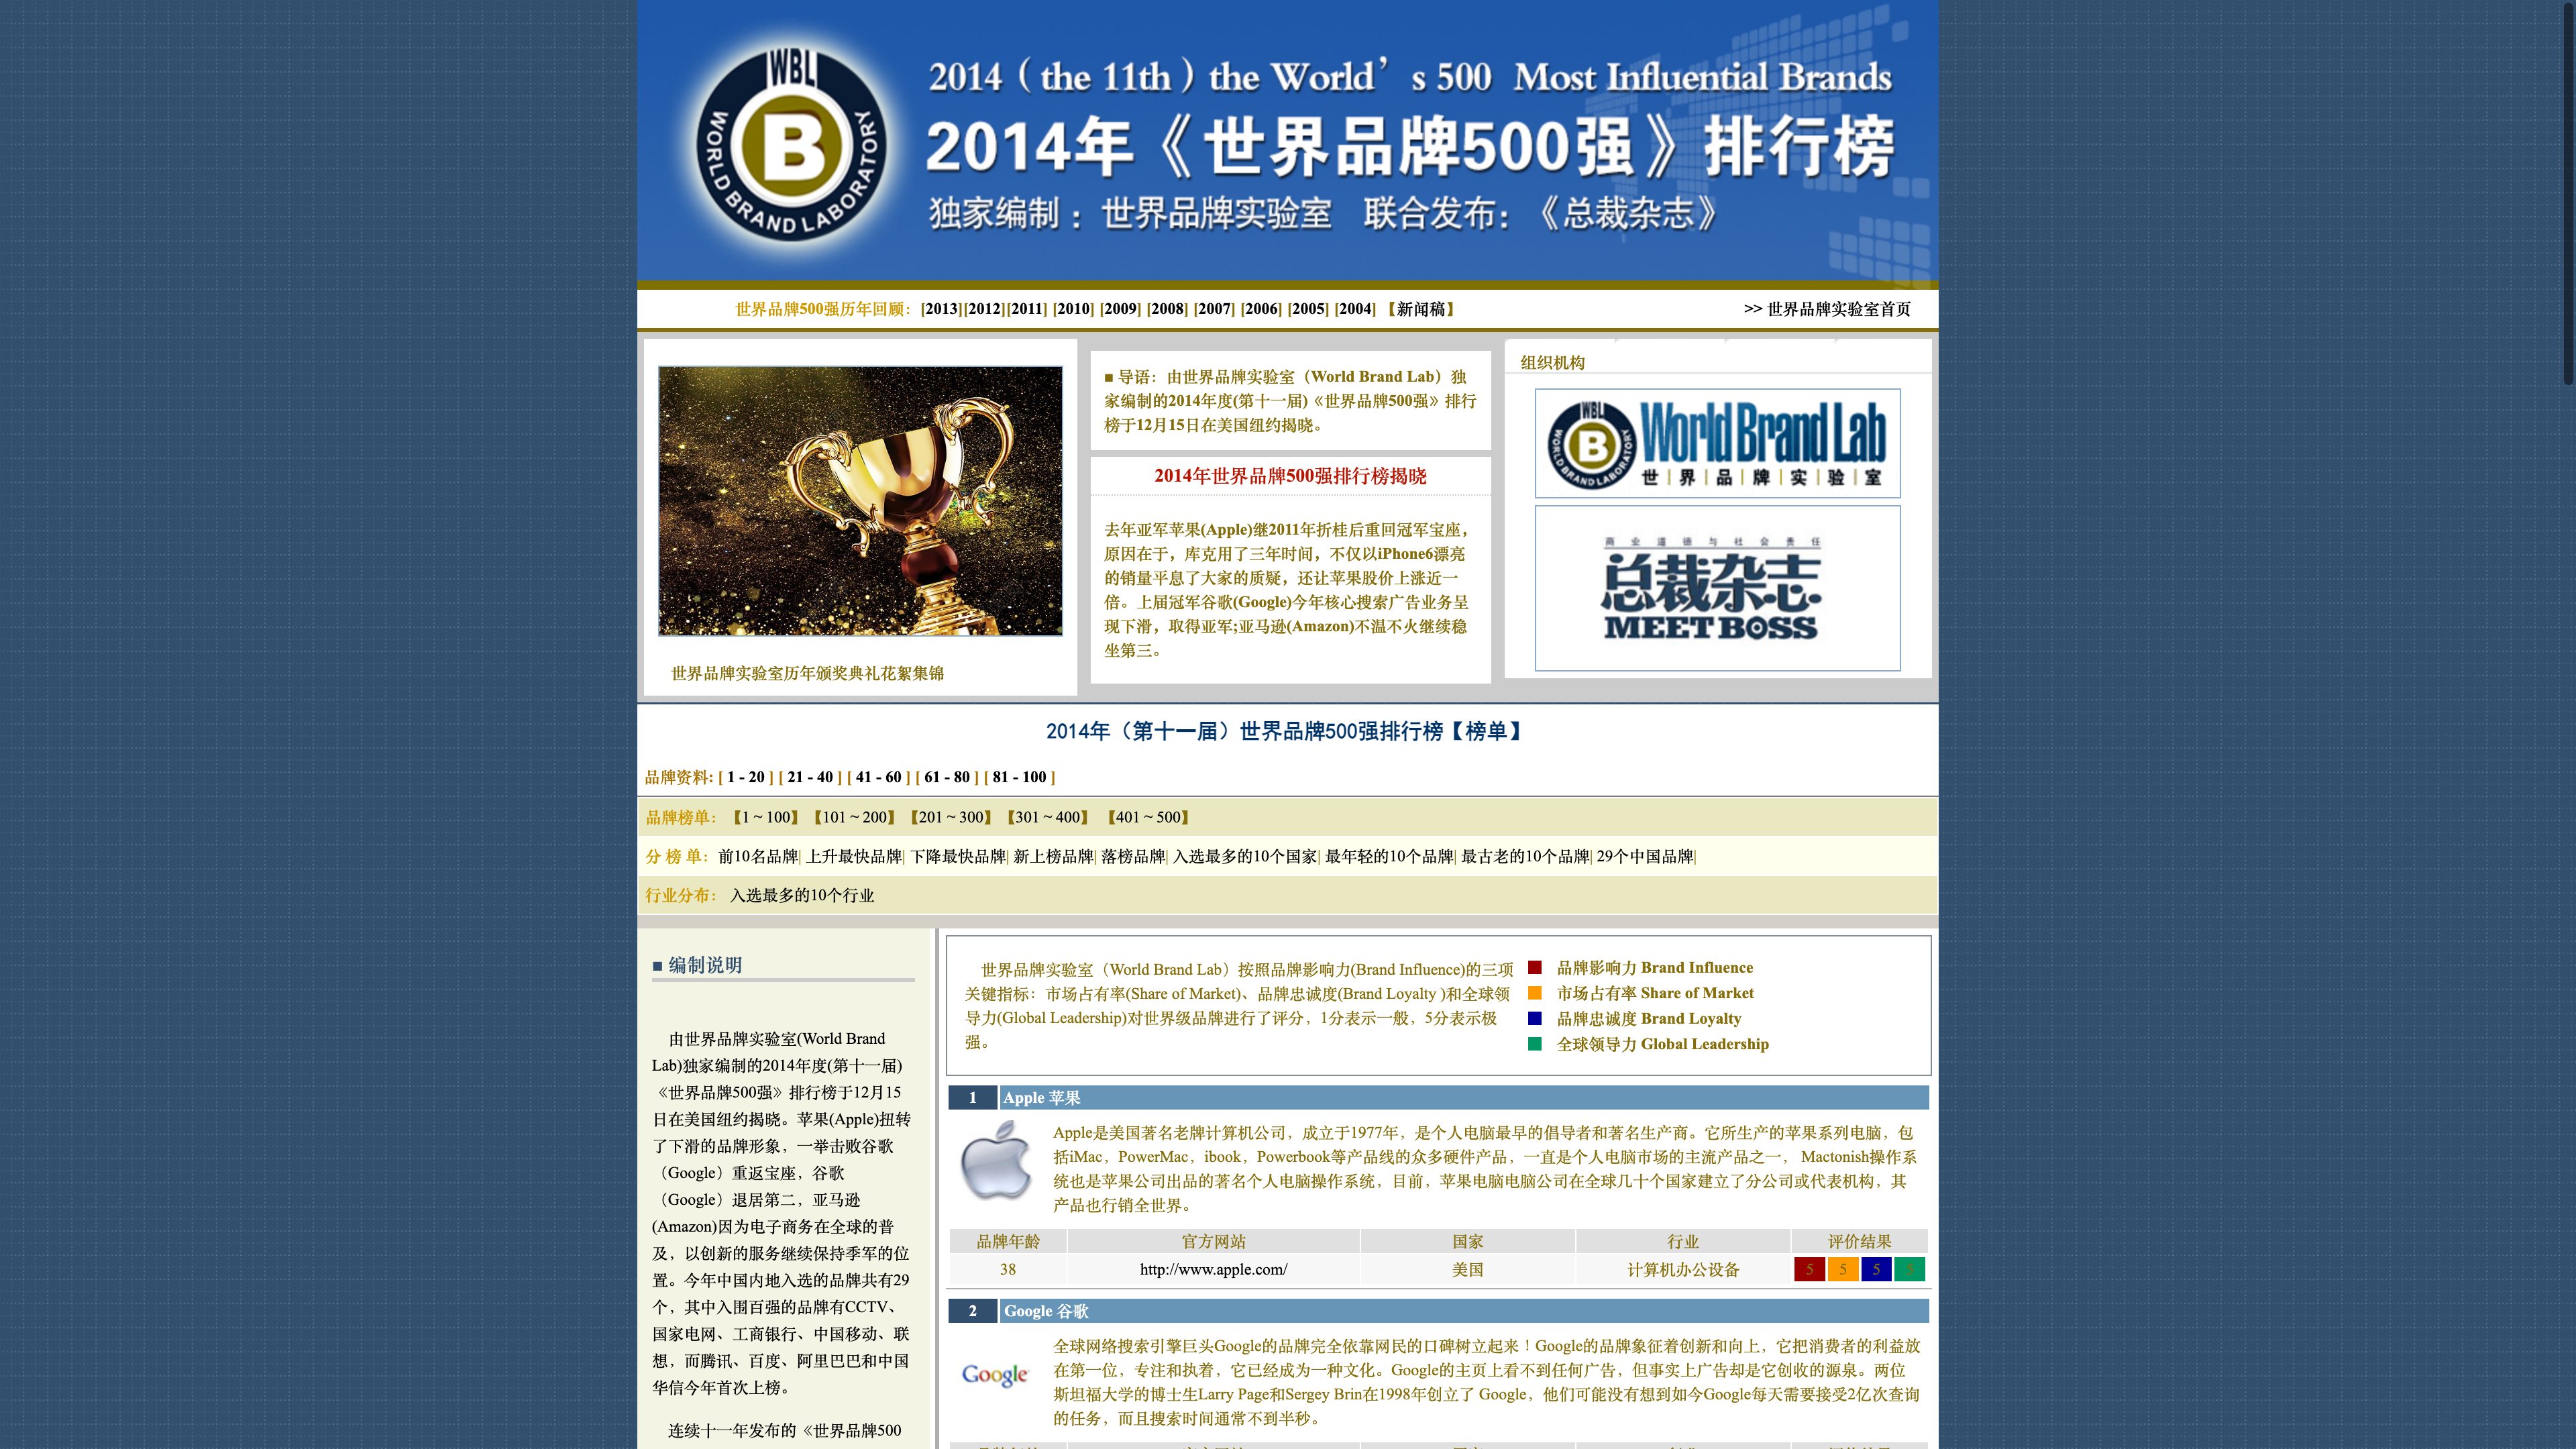 WBL
WORLD BRAND LABORATORY
B
2014（the 11th）the World’s 500 Most Influential Brands
2014年《世界品牌500强》排行榜
独家编制：世界品牌实验室 联合发布：《总裁杂志》
世界品牌500强历年回顾：[2013][2012][2011] [2010] [2009] [2008] [2007] [2006] [2005] [2004] 【新闻稿】
>> 世界品牌实验室首页
世界品牌实验室历年颁奖典礼花絮集锦
■ 导语：由世界品牌实验室（World Brand Lab）独
家编制的2014年度(第十一届)《世界品牌500强》排行
榜于12月15日在美国纽约揭晓。
2014年世界品牌500强排行榜揭晓
去年亚军苹果(Apple)继2011年折桂后重回冠军宝座，
原因在于，库克用了三年时间，不仅以iPhone6漂亮
的销量平息了大家的质疑，还让苹果股价上涨近一
倍。上届冠军谷歌(Google)今年核心搜索广告业务呈
现下滑，取得亚军;亚马逊(Amazon)不温不火继续稳
坐第三。
组织机构
WBL
WORLD BRAND LABORATORY
B
World Brand Lab
世|界|品|牌|实|验|室
商业道德与社会责任
总裁杂志
MEETBOSS
2014年（第十一届）世界品牌500强排行榜【榜单】
品牌资料: [ 1 - 20 ] [ 21 - 40 ] [ 41 - 60 ] [ 61 - 80 ] [ 81 - 100 ]
品牌榜单： 【1 ~ 100】 【101 ~ 200】 【201 ~ 300】 【301 ~ 400】 【401 ~ 500】
分 榜 单：前10名品牌| 上升最快品牌| 下降最快品牌| 新上榜品牌| 落榜品牌| 入选最多的10个国家| 最年轻的10个品牌| 最古老的10个品牌| 29个中国品牌|
行业分布： 入选最多的10个行业
■ 编制说明
由世界品牌实验室(World Brand
Lab)独家编制的2014年度(第十一届)
《世界品牌500强》排行榜于12月15
日在美国纽约揭晓。苹果(Apple)扭转
了下滑的品牌形象，一举击败谷歌
（Google）重返宝座，谷歌
（Google）退居第二，亚马逊
(Amazon)因为电子商务在全球的普
及，以创新的服务继续保持季军的位
置。今年中国内地入选的品牌共有29
个，其中入围百强的品牌有CCTV、
国家电网、工商银行、中国移动、联
想，而腾讯、百度、阿里巴巴和中国
华信今年首次上榜。
连续十一年发布的《世界品牌500
世界品牌实验室（World Brand Lab）按照品牌影响力(Brand Influence)的三项
关键指标：市场占有率(Share of Market)、品牌忠诚度(Brand Loyalty )和全球领
导力(Global Leadership)对世界级品牌进行了评分，1分表示一般，5分表示极
强。
品牌影响力 Brand Influence
市场占有率 Share of Market
品牌忠诚度 Brand Loyalty
全球领导力 Global Leadership
1 Apple 苹果
Apple是美国著名老牌计算机公司，成立于1977年，是个人电脑最早的倡导者和著名生产商。它所生产的苹果系列电脑，包
括iMac，PowerMac，ibook，Powerbook等产品线的众多硬件产品，一直是个人电脑市场的主流产品之一， Mactonish操作系
统也是苹果公司出品的著名个人电脑操作系统，目前，苹果电脑电脑公司在全球几十个国家建立了分公司或代表机构，其
产品也行销全世界。
品牌年龄 官方网站 国家 行业 评价结果
38 http://www.apple.com/ 美国 计算机办公设备 5 5 5 5
2 Google 谷歌
Google
全球网络搜索引擎巨头Google的品牌完全依靠网民的口碑树立起来！Google的品牌象征着创新和向上，它把消费者的利益放
在第一位，专注和执着，它已经成为一种文化。Google的主页上看不到任何广告，但事实上广告却是它创收的源泉。两位
斯坦福大学的博士生Larry Page和Sergey Brin在1998年创立了 Google，他们可能没有想到如今Google每天需要接受2亿次查询
的任务，而且搜索时间通常不到半秒。